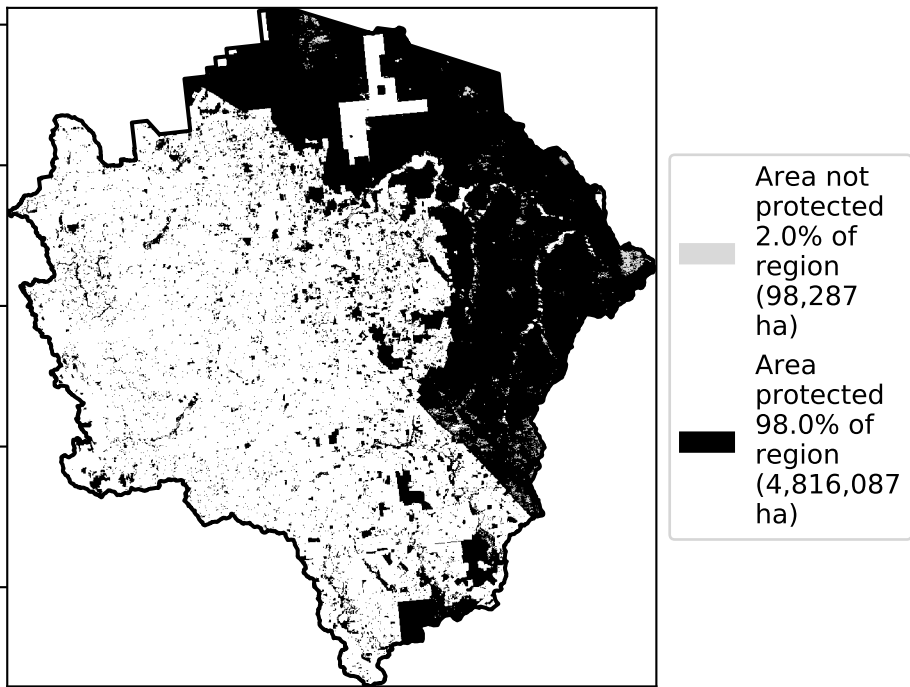 Area not
protected
2.0% of
region
(98,287
ha)
Area
protected
98.0% of
region
(4,816,087
ha)